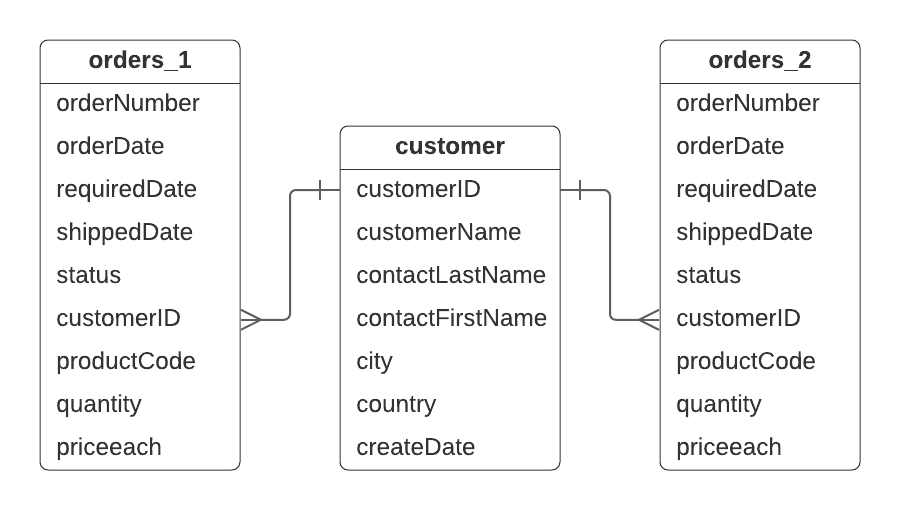 orders_1
orderNumber
orderDate
requiredDate
shippedDate
status
customerID
productCode
quantity
priceeach
customer
customerID
customerName
contactLastName
contactFirstName
city
country
createDate
orders_2
orderNumber
orderDate
requiredDate
shippedDate
status
customerID
productCode
quantity
priceeach